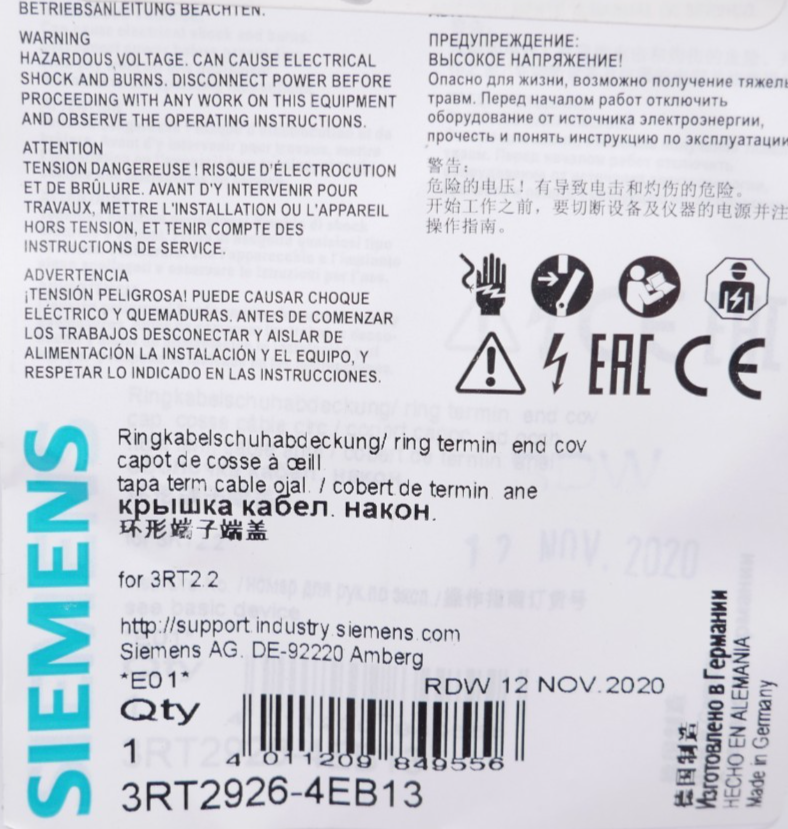 BETRIEBSANLEITUNG BEACHTEN.
WARNING
HAZARDOUS VOLTAGE. CAN CAUSE ELECTRICAL
SHOCK AND BURNS. DISCONNECT POWER BEFORE
PROCEEDING WITH ANY WORK ON THIS EQUIPMENT
AND OBSERVE THE OPERATING INSTRUCTIONS.
ATTENTION
TENSION DANGEREUSE ! RISQUE D'ÉLECTROCUTION
ET DE BRÛLURE. AVANT D'Y INTERVENIR POUR
TRAVAUX, METTRE L'INSTALLATION OU L'APPAREIL
HORS TENSION, ET TENIR COMPTE DES
INSTRUCTIONS DE SERVICE.
ADVERTENCIA
¡TENSIÓN PELIGROSA! PUEDE CAUSAR CHOQUE
ELÉCTRICO Y QUEMADURAS. ANTES DE COMENZAR
LOS TRABAJOS DESCONECTAR Y AISLAR DE
ALIMENTACIÓN LA INSTALACIÓN Y EL EQUIPO, Y
RESPETAR LO INDICADO EN LAS INSTRUCCIONES.
ПРЕДУПРЕЖДЕНИЕ:
ВЫСОКОЕ НАПРЯЖЕНИЕ!
Опасно для жизни, возможно получение тяжель
травм. Перед началом работ отключить
оборудование от источника электроэнергии,
прочесть и понять инструкцию по эксплуатации
警告:
危险的电压! 有导致电击和灼伤的危险。
开始工作之前, 要切断设备及仪器的电源并注
操作指南。
EAC CE
SIEMENS
Ringkabelschuhabdeckung/ ring termin end cov
capot de cosse à œill
tapa term cable ojal. / cobert de termin ane
крышка кабел. након.
环形端子端盖
for 3RT2.2
http://support.industry.siemens.com
Siemens AG. DE-92220 Amberg
*E01*
RDW 12 NOV.2020
Qty
1
4 011209 849556
3RT2926-4EB13
德国制造
Изготовлено в Германии
HECHO EN ALEMANIA
Made in Germany